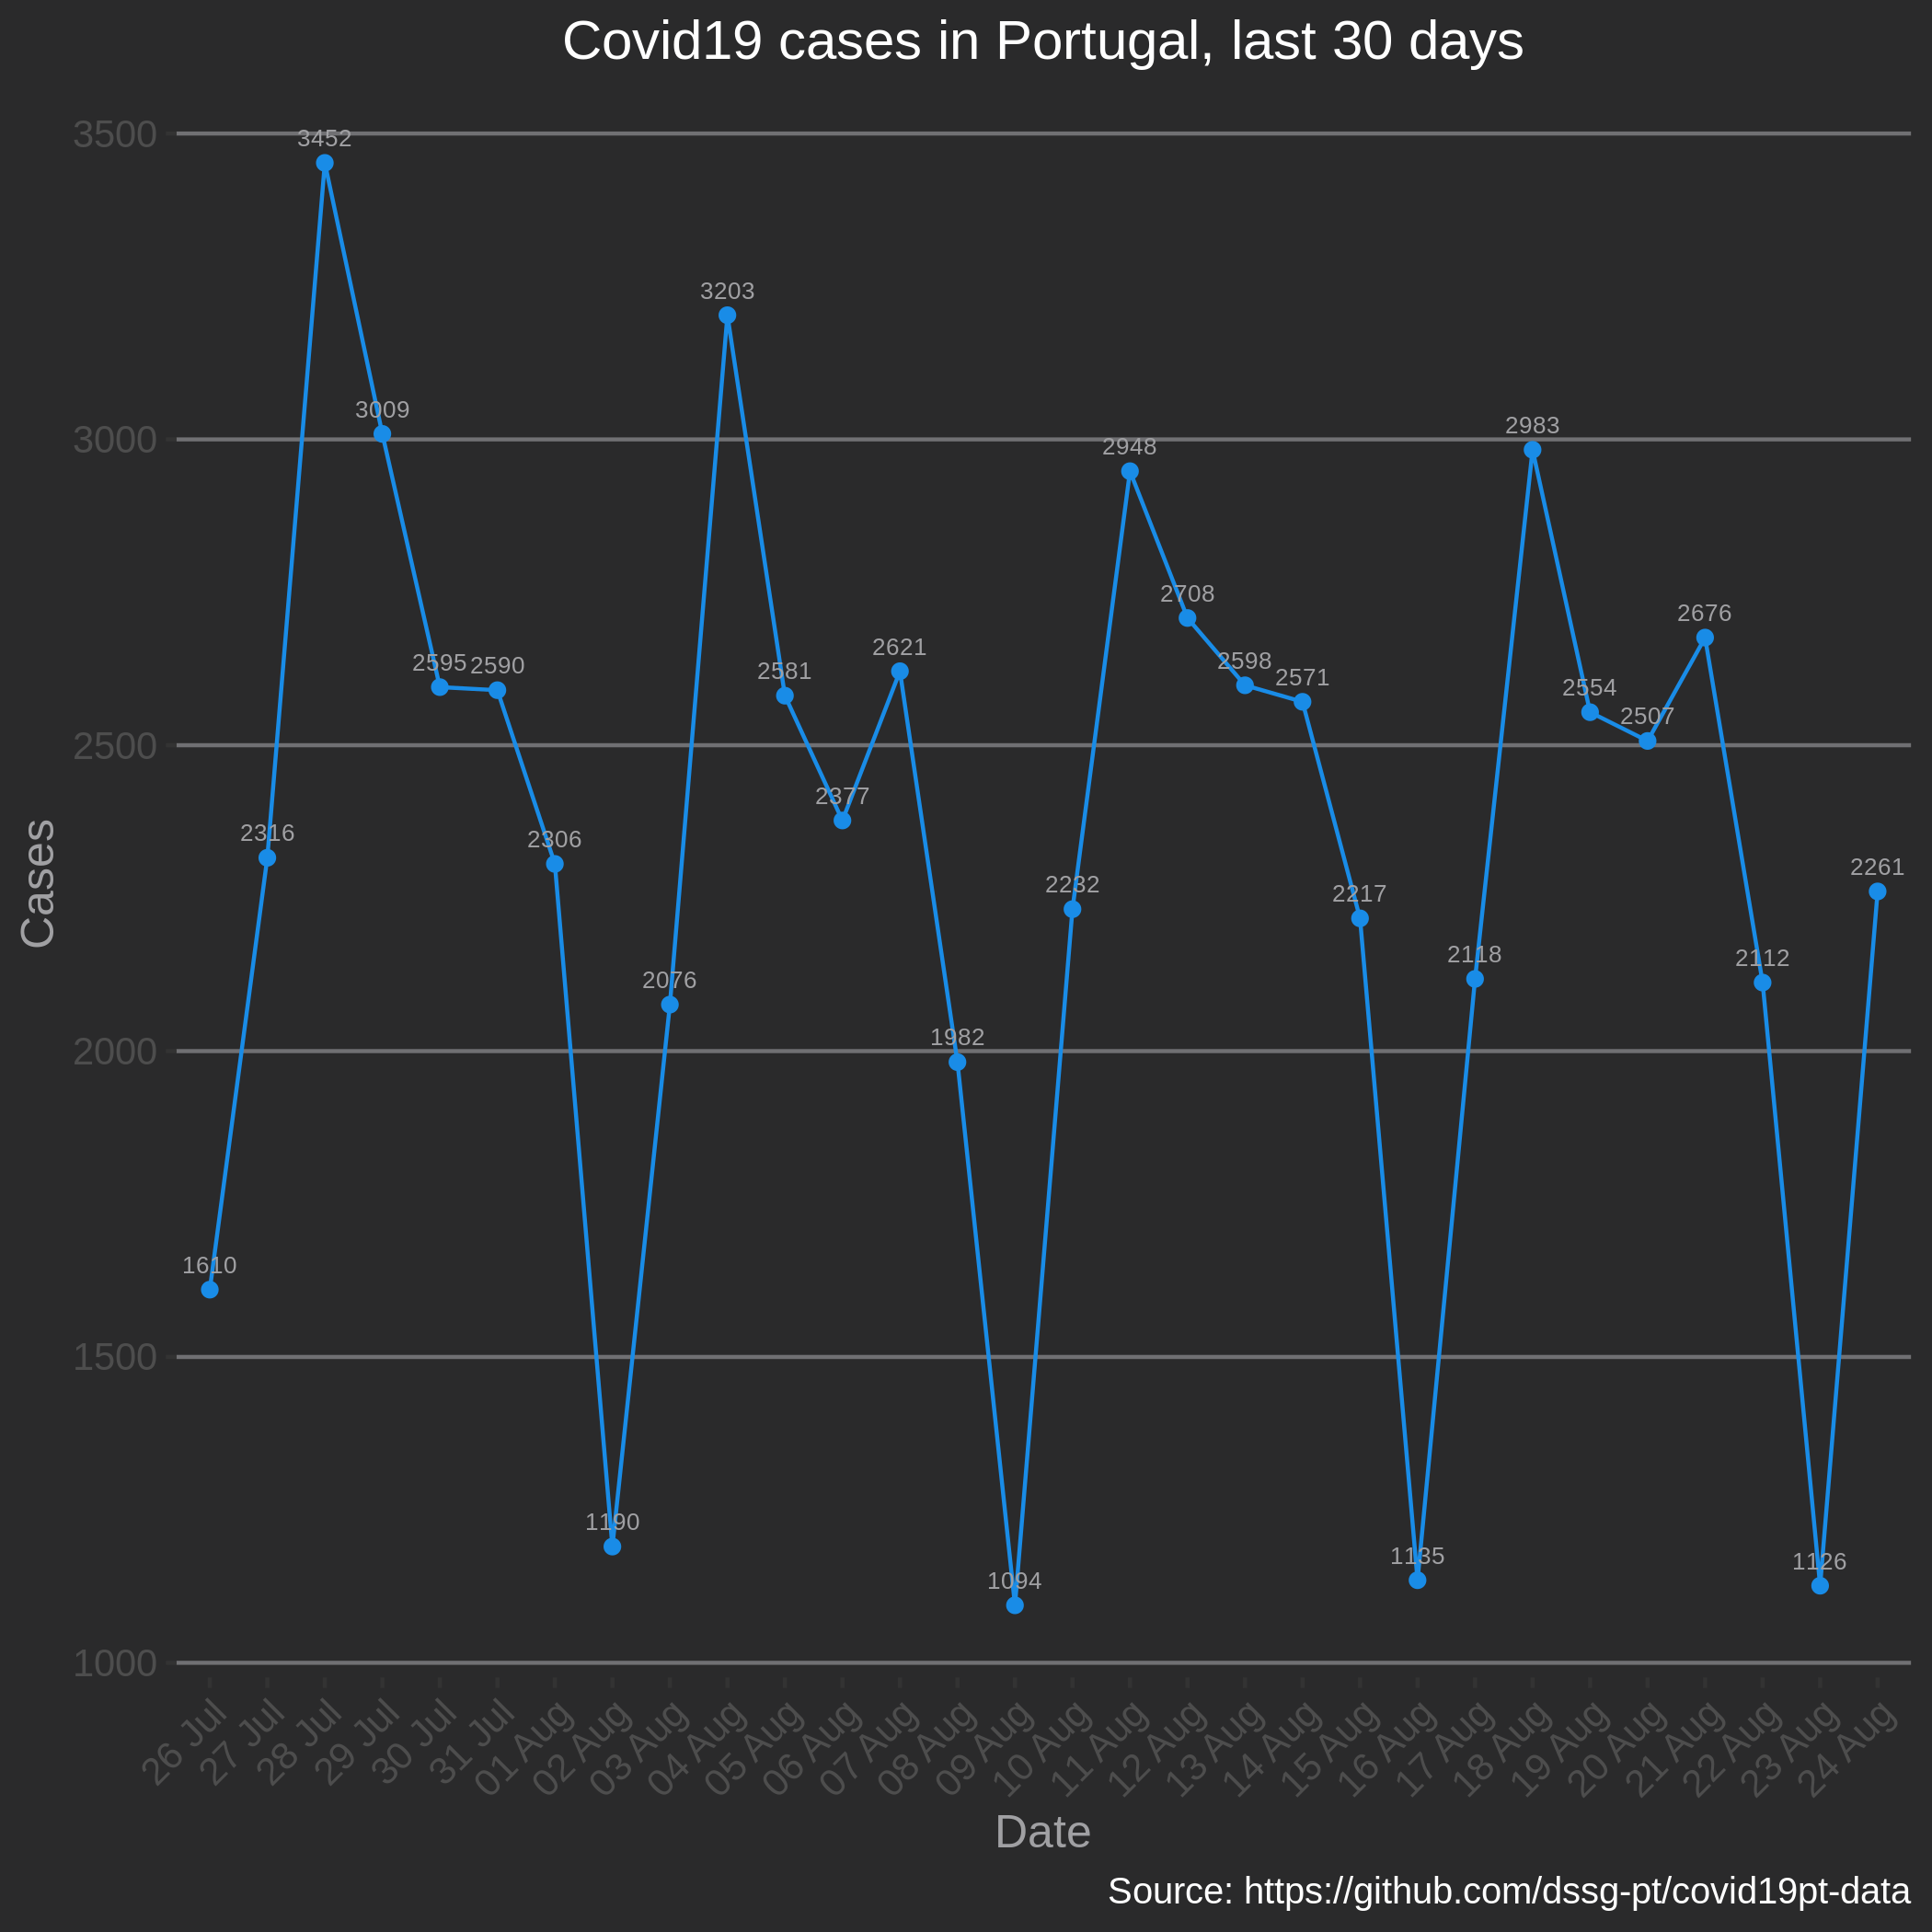 Covid19 cases in Portugal, last 30 days
3500
3000
2500
2000
1500
1000
Cases
1610
2316
3452
3009
2595
2590
2306
1190
2076
3203
2581
2377
2621
1982
1094
2232
2948
2708
2598
2571
2217
1135
2118
2983
2554
2507
2676
2112
1126
2261
26 Jul
27 Jul
28 Jul
29 Jul
30 Jul
31 Jul
01 Aug
02 Aug
03 Aug
04 Aug
05 Aug
06 Aug
07 Aug
08 Aug
09 Aug
10 Aug
11 Aug
12 Aug
13 Aug
14 Aug
15 Aug
16 Aug
17 Aug
18 Aug
19 Aug
20 Aug
21 Aug
22 Aug
23 Aug
24 Aug
Date
Source: https://github.com/dssg-pt/covid19pt-data